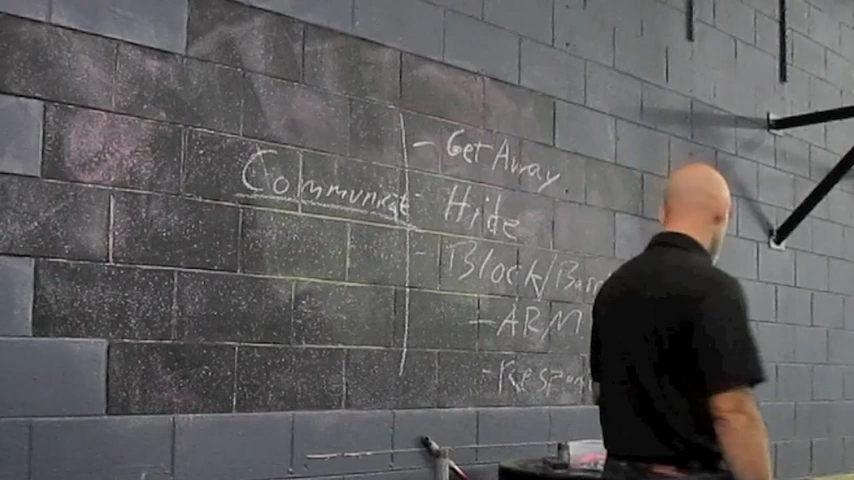 Communicate
- Get Away
- Hide
- Block/
- ARM